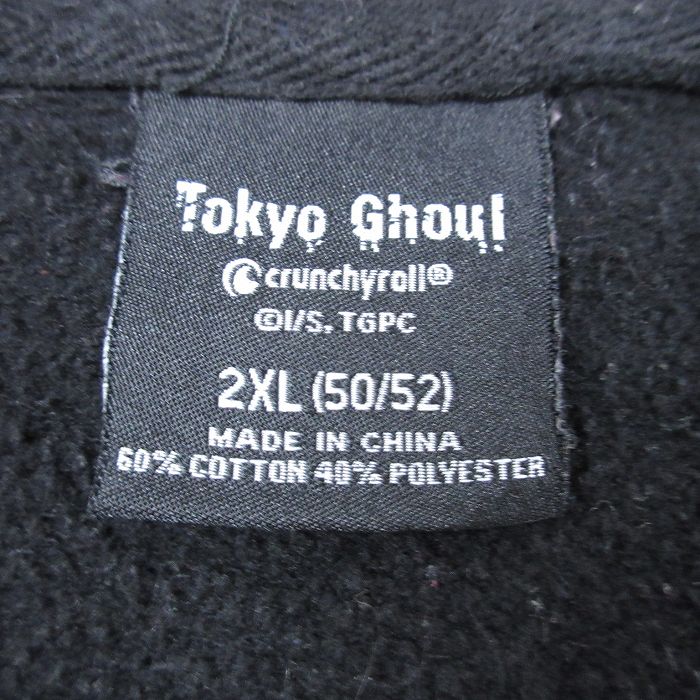 Tokyo Ghoul
crunchyroll®
©I/S, TGPC
2XL (50/52)
MADE IN CHINA
60% COTTON 40% POLYESTER